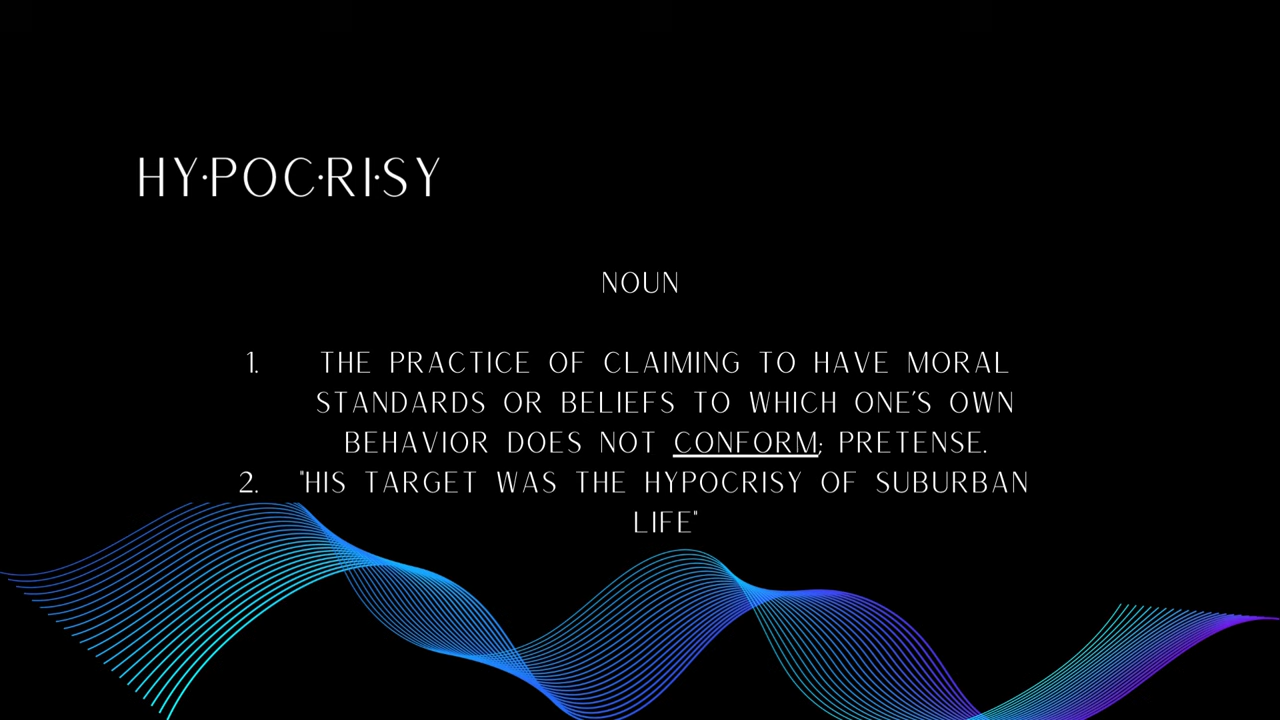 HY·POC·RI·SY
NOUN
1. THE PRACTICE OF CLAIMING TO HAVE MORAL
STANDARDS OR BELIEFS TO WHICH ONE'S OWN
BEHAVIOR DOES NOT CONFORM; PRETENSE.
2. "HIS TARGET WAS THE HYPOCRISY OF SUBURBAN
LIFE"